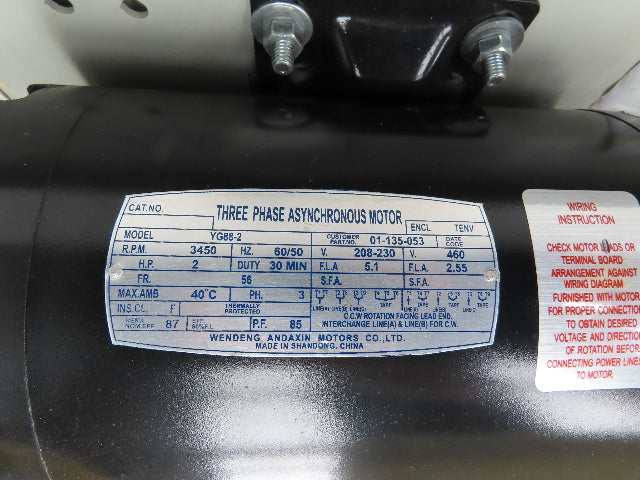 CAT.NO. THREE PHASE ASYNCHRONOUS MOTOR ENCL TENV
MODEL YG68-2 CUSTOMER PART.NO. 01-135-053 DATE CODE
R.P.M. 3450 HZ. 60/50 V. 208-230 V. 460
H.P. 2 DUTY 30 MIN F.L.A 5.1 F.L.A. 2.55
FR. 56 S.F.A. S.F.A.
MAX.AMB 40°C PH. 3
INS.CL. F THERMALLY PROTECTED
C.C.W ROTATION FACING LEAD END.
INTERCHANGE LINE(A) & LINE(B) FOR C.W.
NOM.EFF 87 P.F. 85
WENDENG ANDAXIN MOTORS CO.,LTD.
MADE IN SHANDONG, CHINA
WIRING
INSTRUCTION
CHECK MOTOR OR
TERMINAL BOARD
ARRANGEMENT AGAINST
WIRING DIAGRAM
FURNISHED WITH MOTOR
FOR PROPER CONNECTION
TO OBTAIN DESIRED
VOLTAGE AND DIRECTION
OF ROTATION BEFORE
CONNECTING POWER LINES
TO MOTOR.